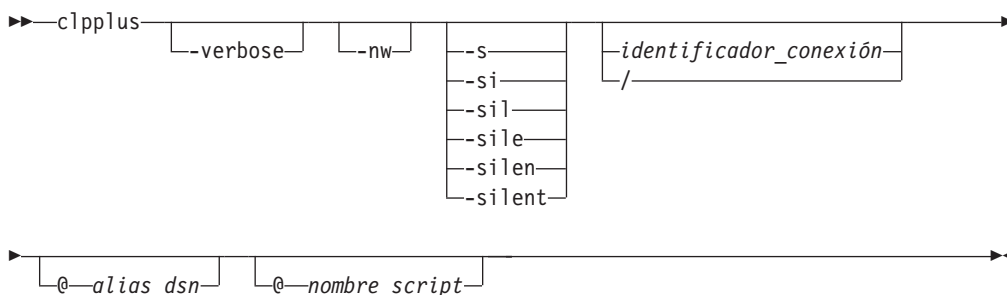 clpplus
-verbose
-nw
-s
-si
-sil
-sile
-silen
-silent
identificador_conexión
/
@ alias dsn
@ nombre script